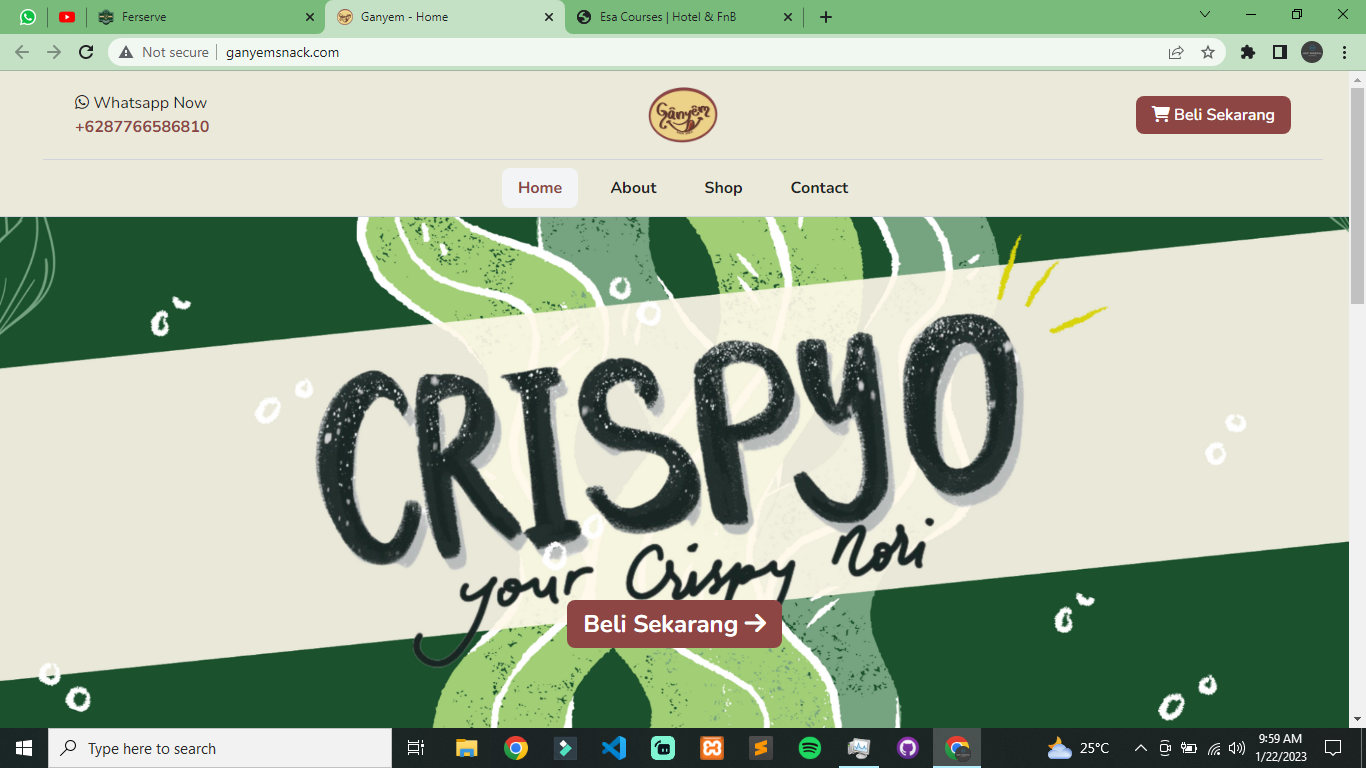 Ferserve
Ganyem - Home
Esa Courses | Hotel & FnB
Not secure
ganyemsnack.com
Whatsapp Now
+6287766586810
Ganyem
Beli Sekarang
Home
About
Shop
Contact
CRISPYO
your Crispy Nori
Beli Sekarang
Type here to search
25°C
9:59 AM
1/22/2023